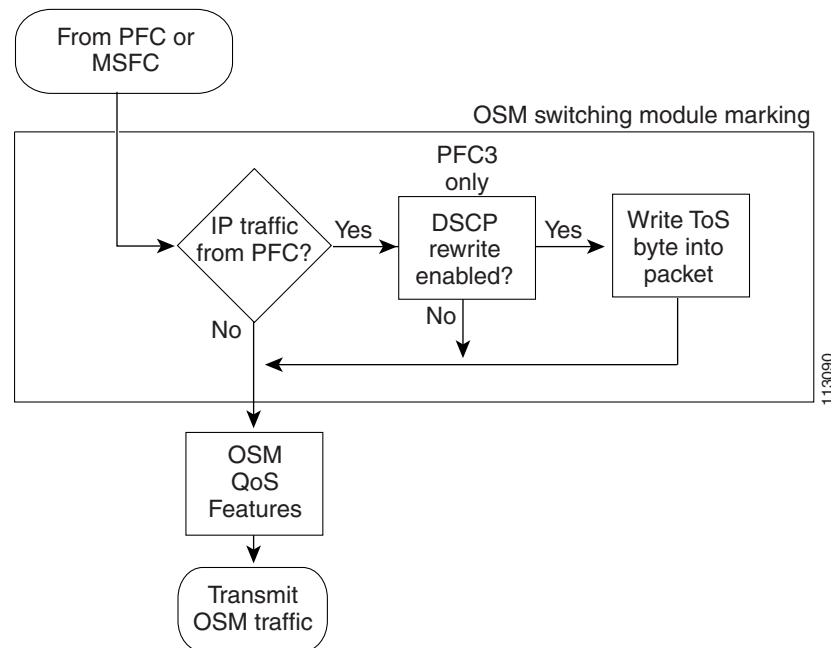 From PFC or
MSFC
OSM switching module marking
PFC3
only
IP traffic
from PFC?
Yes
DSCP
rewrite
enabled?
Yes
Write ToS
byte into
packet
No
No
113090
OSM
QoS
Features
Transmit
OSM traffic